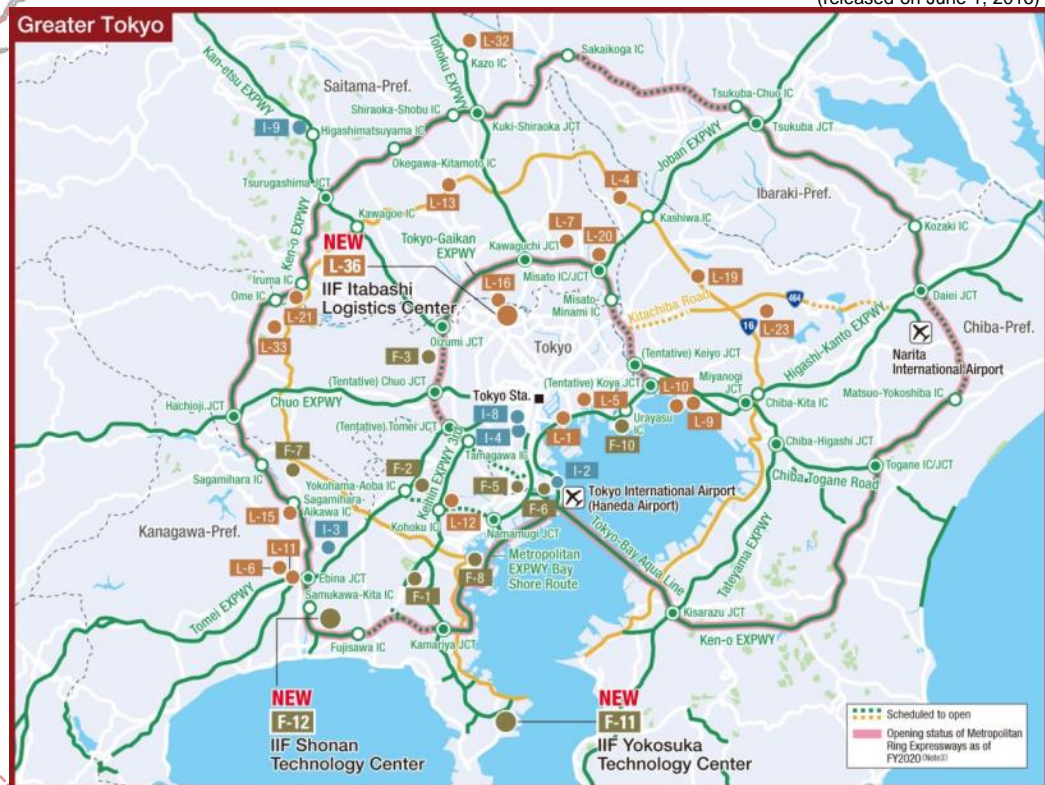 (released on June 1, 2018)
Greater Tokyo
L-32
Kazo IC
Sakaikoga IC
Tohoku EXPWY
Kan-etsu EXPWY
Saitama-Pref.
Shiraoka-Shobu IC
Tsukuba-Chuo IC
I-9
Higashimatsuyama IC
Kuki-Shiraoka JCT
Tsukuba JCT
Joban EXPWY
Okegawa-Kitamoto IC
Tsurugashima JCT
L-13
L-4
Ibaraki-Pref.
Kawagoe IC
L-7
Kashiwa IC
Kozaki IC
NEW
L-36
IIF Itabashi
Logistics Center
Ken-o EXPWY
Tokyo-Gaikan
EXPWY
Kawaguchi JCT
L-20
Misato IC/JCT
Iruma IC
Ome IC
L-16
L-19
464
Daiei JCT
Misato-
Minami IC
Kitachiba Road
L-21
L-33
L-23
16
Chiba-Pref.
Oizumi JCT
Tokyo
Higashi-Kanto EXPWY
Narita
International Airport
F-3
(Tentative) Keiyo JCT
(Tentative) Chuo JCT
(Tentative) Koya JCT
Miyanogi
JCT
L-10
Matsuo-Yokoshiba IC
Hachioji JCT
Chuo EXPWY
Tokyo Sta.
L-5
Chiba-Kita IC
I-8
Urayasu
IC
L-9
(Tentative) Tomei JCT
I-4
L-1
F-10
Chiba-Higashi JCT
F-7
Tamagawa IC
Keihin EXPWY 3rd
F-2
I-2
Togane IC/JCT
Sagamihara IC
Yokohama-Aoba IC
F-5
Chiba-Togane Road
Sagamihara-
Aikawa IC
Tokyo International Airport
(Haneda Airport)
F-6
Kanagawa-Pref.
L-15
Kohoku IC
L-12
I-3
Namamugi JCT
Tokyo-Bay Aqua Line
L-11
Metropolitan
EXPWY Bay
Shore Route
Tateyama EXPWY
L-6
F-8
Ebina JCT
Tomei EXPWY
F-1
Samukawa-Kita IC
Kisarazu JCT
Ken-o EXPWY
Fujisawa IC
Kamariya JCT
NEW
F-12
IIF Shonan
Technology Center
NEW
F-11
IIF Yokosuka
Technology Center
Scheduled to open
Opening status of Metropolitan
Ring Expressways as of
FY2020 (Note3)